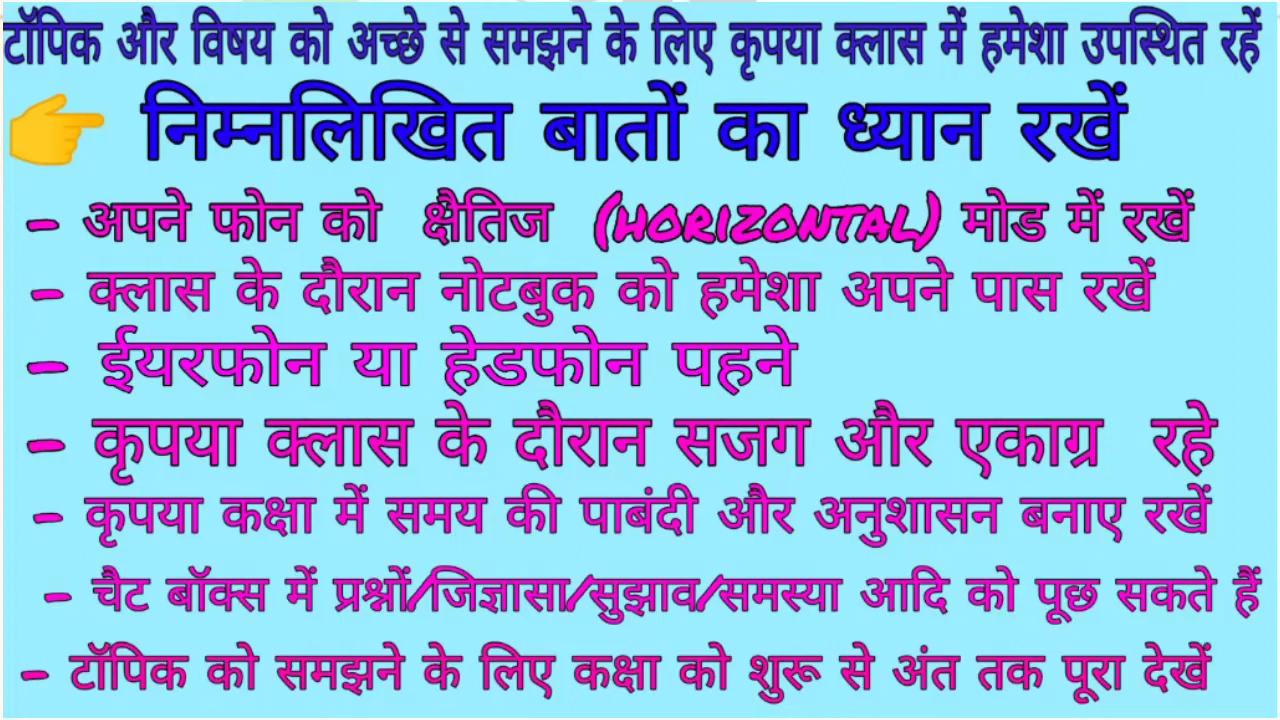 टॉपिक और विषय को अच्छे से समझने के लिए कृपया क्लास में हमेशा उपस्थित रहें
निम्नलिखित बातों का ध्यान रखें
- अपने फोन को क्षैतिज (HORIZONTAL) मोड में रखें
- क्लास के दौरान नोटबुक को हमेशा अपने पास रखें
- ईयरफोन या हेडफोन पहने
- कृपया क्लास के दौरान सजग और एकाग्र रहे
- कृपया कक्षा में समय की पाबंदी और अनुशासन बनाए रखें
- चैट बॉक्स में प्रश्नों/जिज्ञासा/सुझाव/समस्या आदि को पूछ सकते हैं
- टॉपिक को समझने के लिए कक्षा को शुरू से अंत तक पूरा देखें